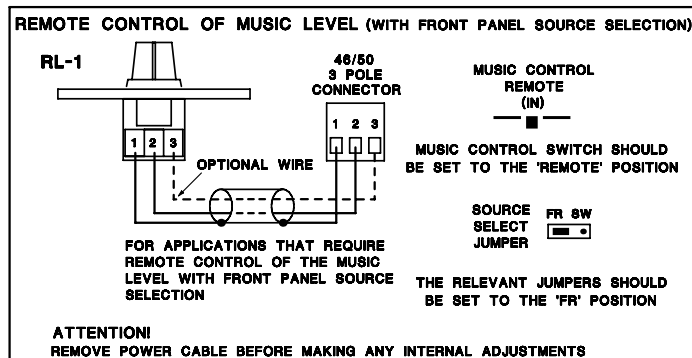 REMOTE CONTROL OF MUSIC LEVEL (WITH FRONT PANEL SOURCE SELECTION)
RL-1
46/50
3 POLE
CONNECTOR
1 2 3
1 2 3
OPTIONAL WIRE
MUSIC CONTROL
REMOTE
(IN)
MUSIC CONTROL SWITCH SHOULD
BE SET TO THE 'REMOTE' POSITION
SOURCE
SELECT
JUMPER
FR SW
FOR APPLICATIONS THAT REQUIRE
REMOTE CONTROL OF THE MUSIC
LEVEL WITH FRONT PANEL SOURCE
SELECTION
THE RELEVANT JUMPERS SHOULD
BE SET TO THE 'FR' POSITION
ATTENTION!
REMOVE POWER CABLE BEFORE MAKING ANY INTERNAL ADJUSTMENTS